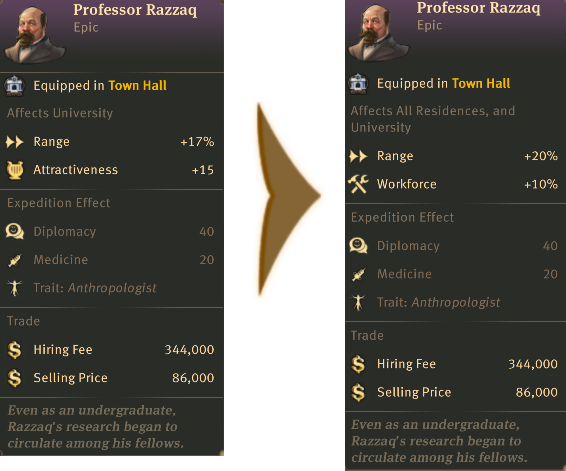 Professor Razzaq
Epic
Equipped in Town Hall
Affects University
Range +17%
Attractiveness +15
Expedition Effect
Diplomacy 40
Medicine 20
Trait: Anthropologist
Trade
Hiring Fee 344,000
Selling Price 86,000
Even as an undergraduate,
Razzaq's research began to
circulate among his fellows.
Professor Razzaq
Epic
Equipped in Town Hall
Affects All Residences, and
University
Range +20%
Workforce +10%
Expedition Effect
Diplomacy 40
Medicine 20
Trait: Anthropologist
Trade
Hiring Fee 344,000
Selling Price 86,000
Even as an undergraduate,
Razzaq's research began to
circulate among his fellows.